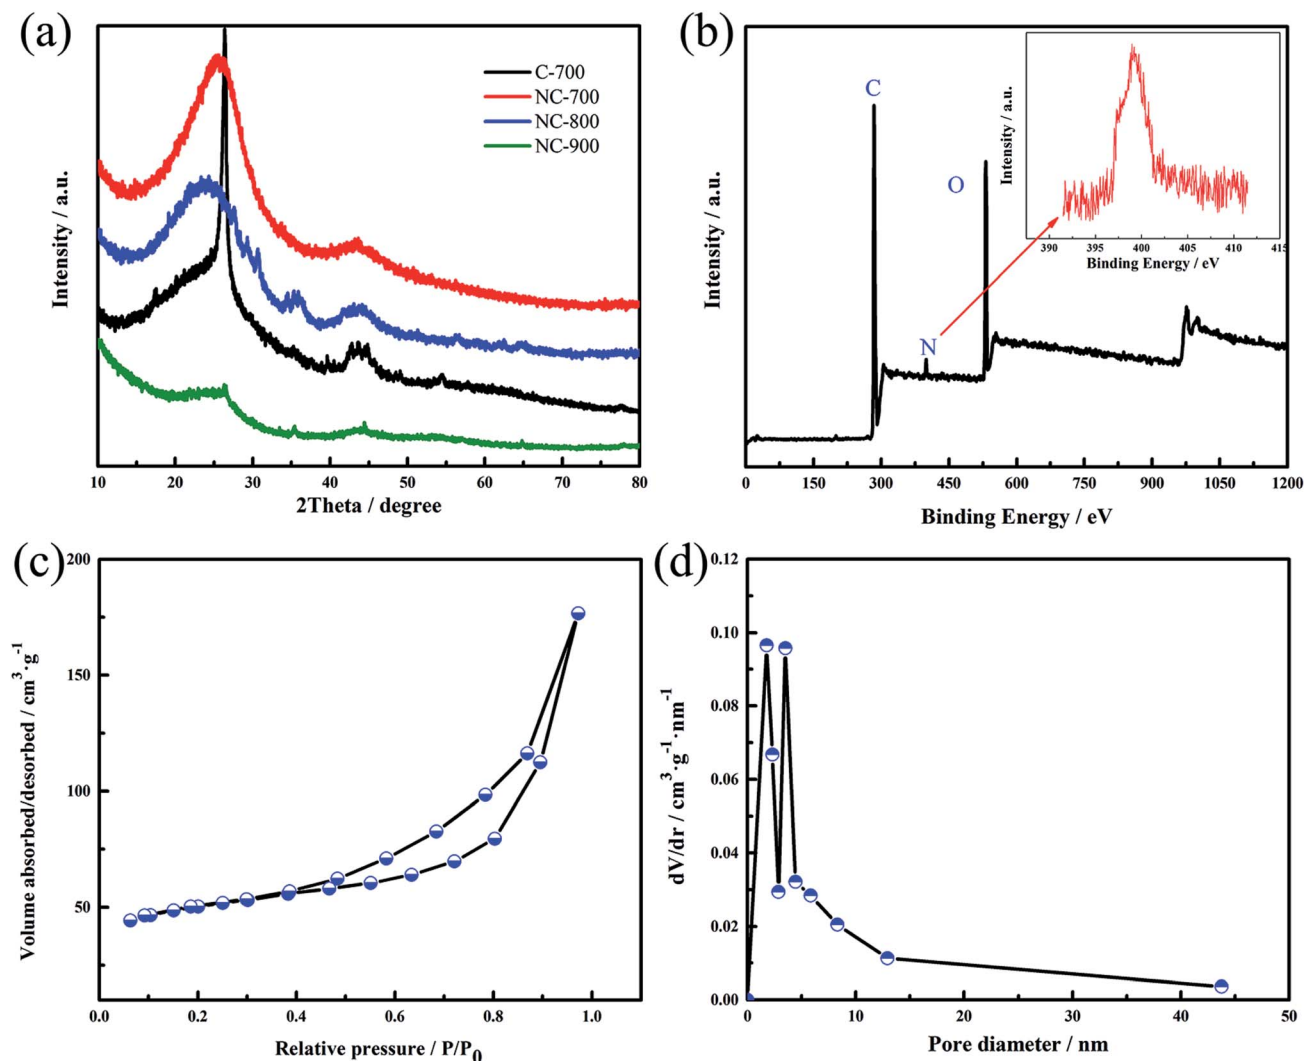 (a)
C-700
NC-700
NC-800
NC-900
Intensity / a.u.
10 20 30 40 50 60 70 80
2Theta / degree
(b)
C
O
N
Intensity / a.u.
0 150 300 450 600 750 900 1050 1200
Binding Energy / eV
Intensity / a.u.
390 395 400 405 410 415
Binding Energy / eV
(c)
200
150
100
50
Volume absorbed/desorbed / cm³·g⁻¹
0.0 0.2 0.4 0.6 0.8 1.0
Relative pressure / P/P₀
(d)
0.12
0.10
0.08
0.06
0.04
0.02
0.00
dV/dr / cm³·g⁻¹·nm⁻¹
0 10 20 30 40 50
Pore diameter / nm